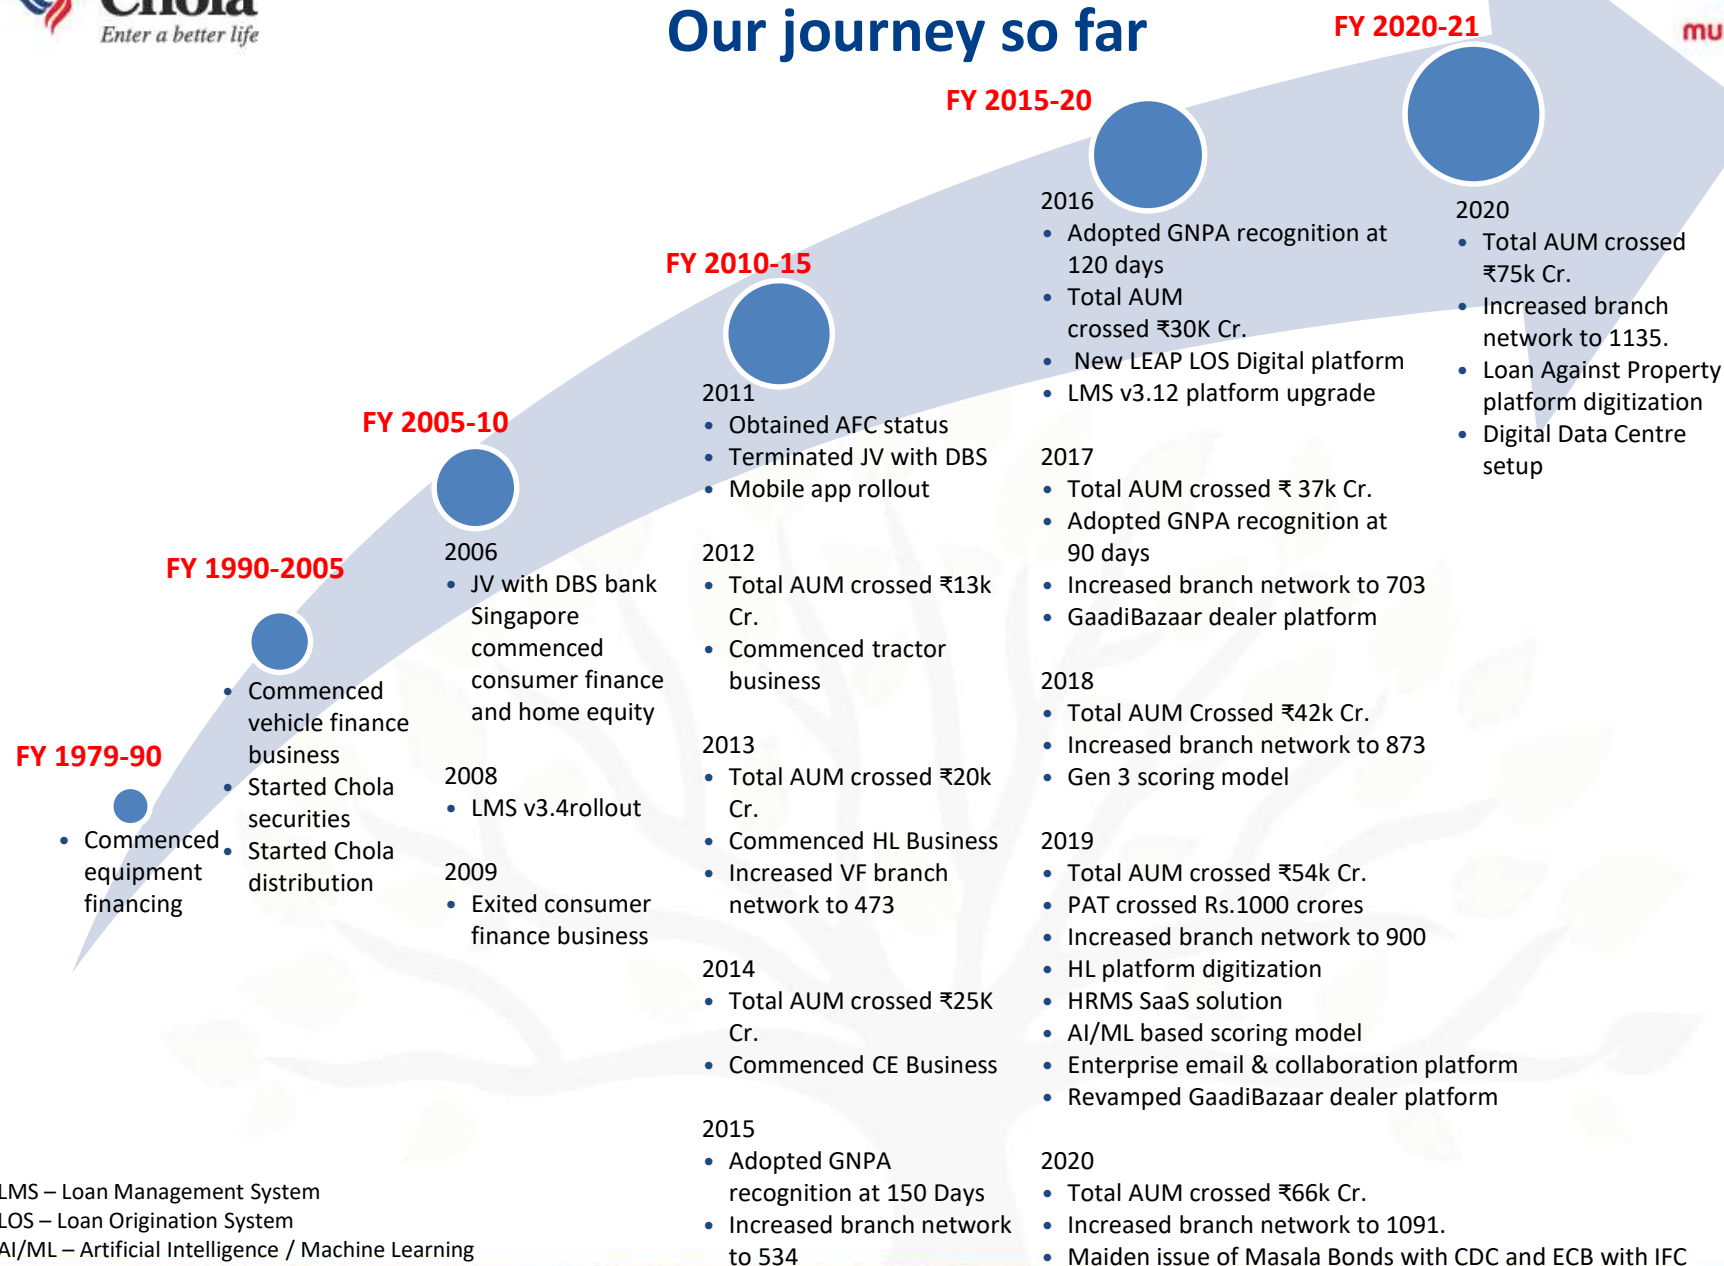 Chola
Enter a better life
Our journey so far
mu
FY 1979-90
• Commenced
equipment
financing
FY 1990-2005
• Commenced
vehicle finance
business
• Started Chola
securities
• Started Chola
distribution
FY 2005-10
2006
• JV with DBS bank
Singapore
commenced
consumer finance
and home equity
2008
• LMS v3.4rollout
2009
• Exited consumer
finance business
FY 2010-15
2011
• Obtained AFC status
• Terminated JV with DBS
• Mobile app rollout
2012
• Total AUM crossed ₹13k
Cr.
• Commenced tractor
business
2013
• Total AUM crossed ₹20k
Cr.
• Commenced HL Business
• Increased VF branch
network to 473
2014
• Total AUM crossed ₹25K
Cr.
• Commenced CE Business
2015
• Adopted GNPA
recognition at 150 Days
• Increased branch network
to 534
FY 2015-20
2016
• Adopted GNPA recognition at
120 days
• Total AUM
crossed ₹30K Cr.
• New LEAP LOS Digital platform
• LMS v3.12 platform upgrade
2017
• Total AUM crossed ₹ 37k Cr.
• Adopted GNPA recognition at
90 days
• Increased branch network to 703
• GaadiBazaar dealer platform
2018
• Total AUM Crossed ₹42k Cr.
• Increased branch network to 873
• Gen 3 scoring model
2019
• Total AUM crossed ₹54k Cr.
• PAT crossed Rs.1000 crores
• Increased branch network to 900
• HL platform digitization
• HRMS SaaS solution
• AI/ML based scoring model
• Enterprise email & collaboration platform
• Revamped GaadiBazaar dealer platform
2020
• Total AUM crossed ₹66k Cr.
• Increased branch network to 1091.
• Maiden issue of Masala Bonds with CDC and ECB with IFC
FY 2020-21
2020
• Total AUM crossed
₹75k Cr.
• Increased branch
network to 1135.
• Loan Against Property
platform digitization
• Digital Data Centre
setup
LMS – Loan Management System
LOS – Loan Origination System
AI/ML – Artificial Intelligence / Machine Learning